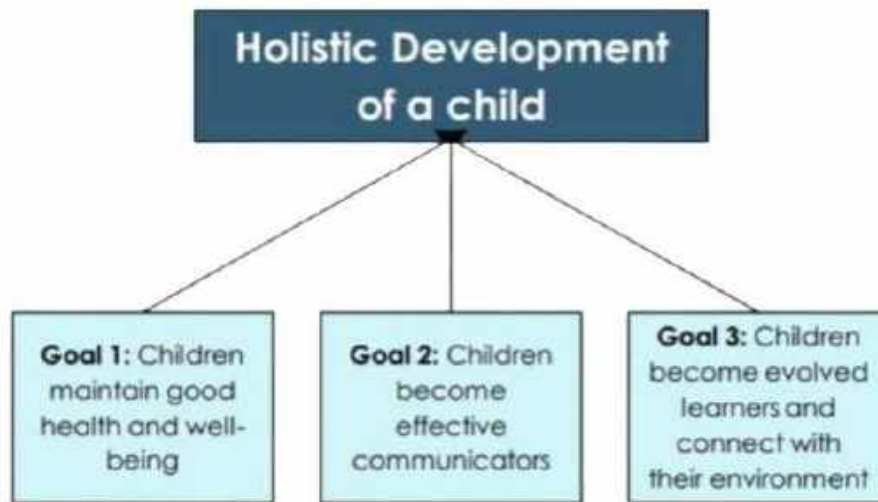 Holistic Development
of a child
Goal 1: Children
maintain good
health and well-
being
Goal 2: Children
become
effective
communicators
Goal 3: Children
become evolved
learners and
connect with
their environment